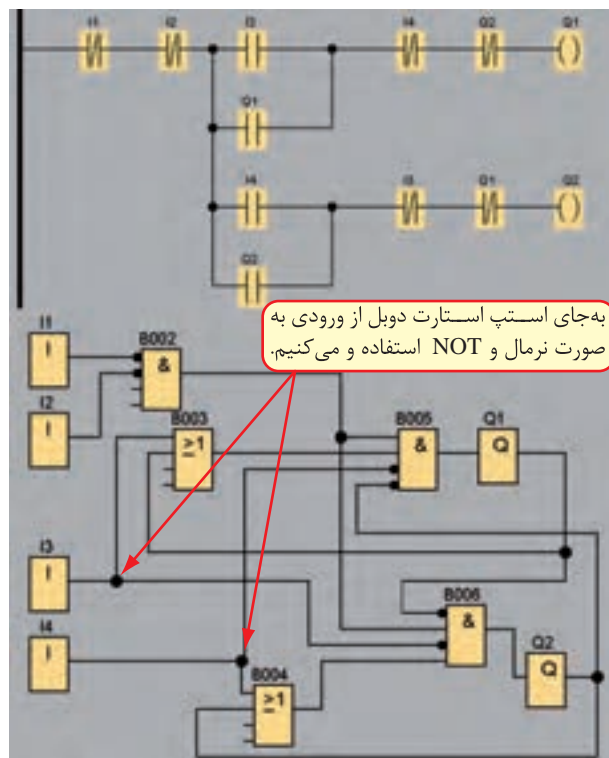 I1 I2 I3 I4 Q2 Q1
Q1
I4 I3 Q1 Q2
Q2
به‌جای استپ استارت دوبل از ورودی به
صورت نرمال و NOT استفاده و می‌کنیم.
I1
I
B002
&
I2
I
B003
≥1
B005
&
Q1
Q
I3
I
B006
&
I4
I
B004
≥1
Q2
Q